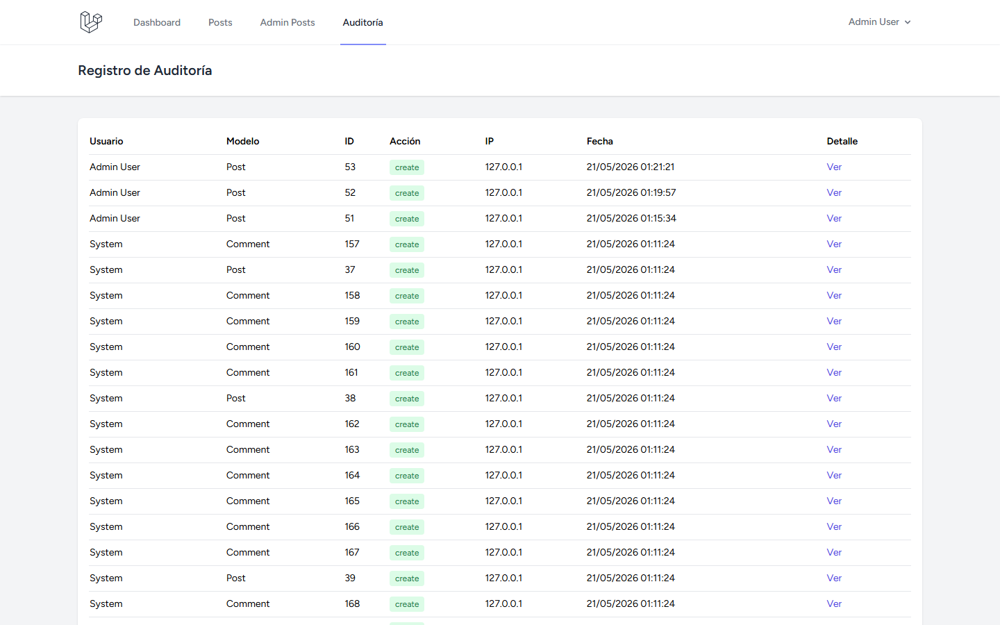 Dashboard Posts Admin Posts Auditoría Admin User
Registro de Auditoría
Usuario Modelo ID Acción IP Fecha Detalle
Admin User Post 53 create 127.0.0.1 21/05/2026 01:21:21 Ver
Admin User Post 52 create 127.0.0.1 21/05/2026 01:19:57 Ver
Admin User Post 51 create 127.0.0.1 21/05/2026 01:15:34 Ver
System Comment 157 create 127.0.0.1 21/05/2026 01:11:24 Ver
System Post 37 create 127.0.0.1 21/05/2026 01:11:24 Ver
System Comment 158 create 127.0.0.1 21/05/2026 01:11:24 Ver
System Comment 159 create 127.0.0.1 21/05/2026 01:11:24 Ver
System Comment 160 create 127.0.0.1 21/05/2026 01:11:24 Ver
System Comment 161 create 127.0.0.1 21/05/2026 01:11:24 Ver
System Post 38 create 127.0.0.1 21/05/2026 01:11:24 Ver
System Comment 162 create 127.0.0.1 21/05/2026 01:11:24 Ver
System Comment 163 create 127.0.0.1 21/05/2026 01:11:24 Ver
System Comment 164 create 127.0.0.1 21/05/2026 01:11:24 Ver
System Comment 165 create 127.0.0.1 21/05/2026 01:11:24 Ver
System Comment 166 create 127.0.0.1 21/05/2026 01:11:24 Ver
System Comment 167 create 127.0.0.1 21/05/2026 01:11:24 Ver
System Post 39 create 127.0.0.1 21/05/2026 01:11:24 Ver
System Comment 168 create 127.0.0.1 21/05/2026 01:11:24 Ver